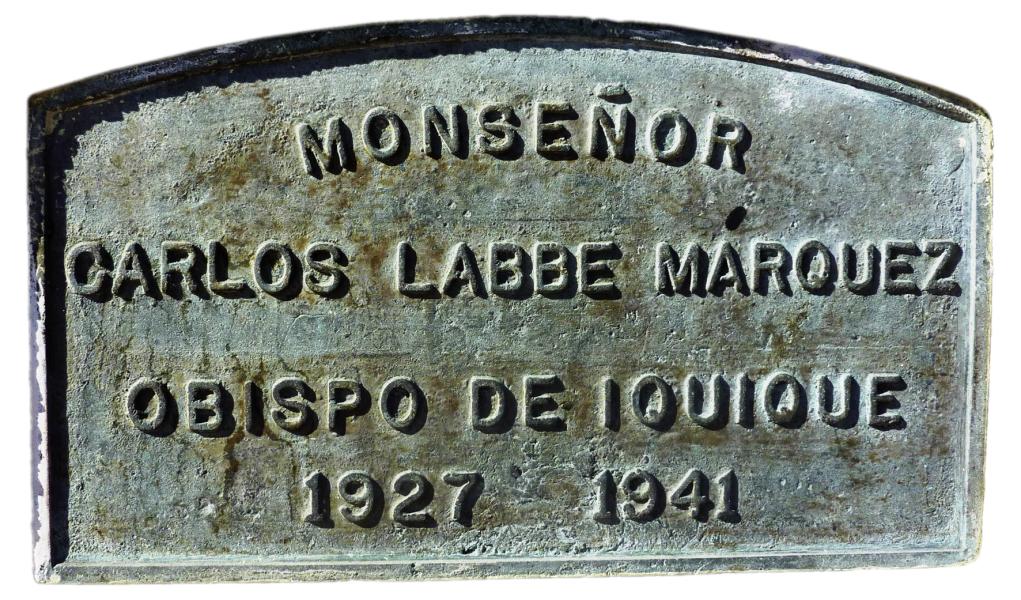 MONSEÑOR
CARLOS LABBE MÁRQUEZ
OBISPO DE IQUIQUE
1927 1941